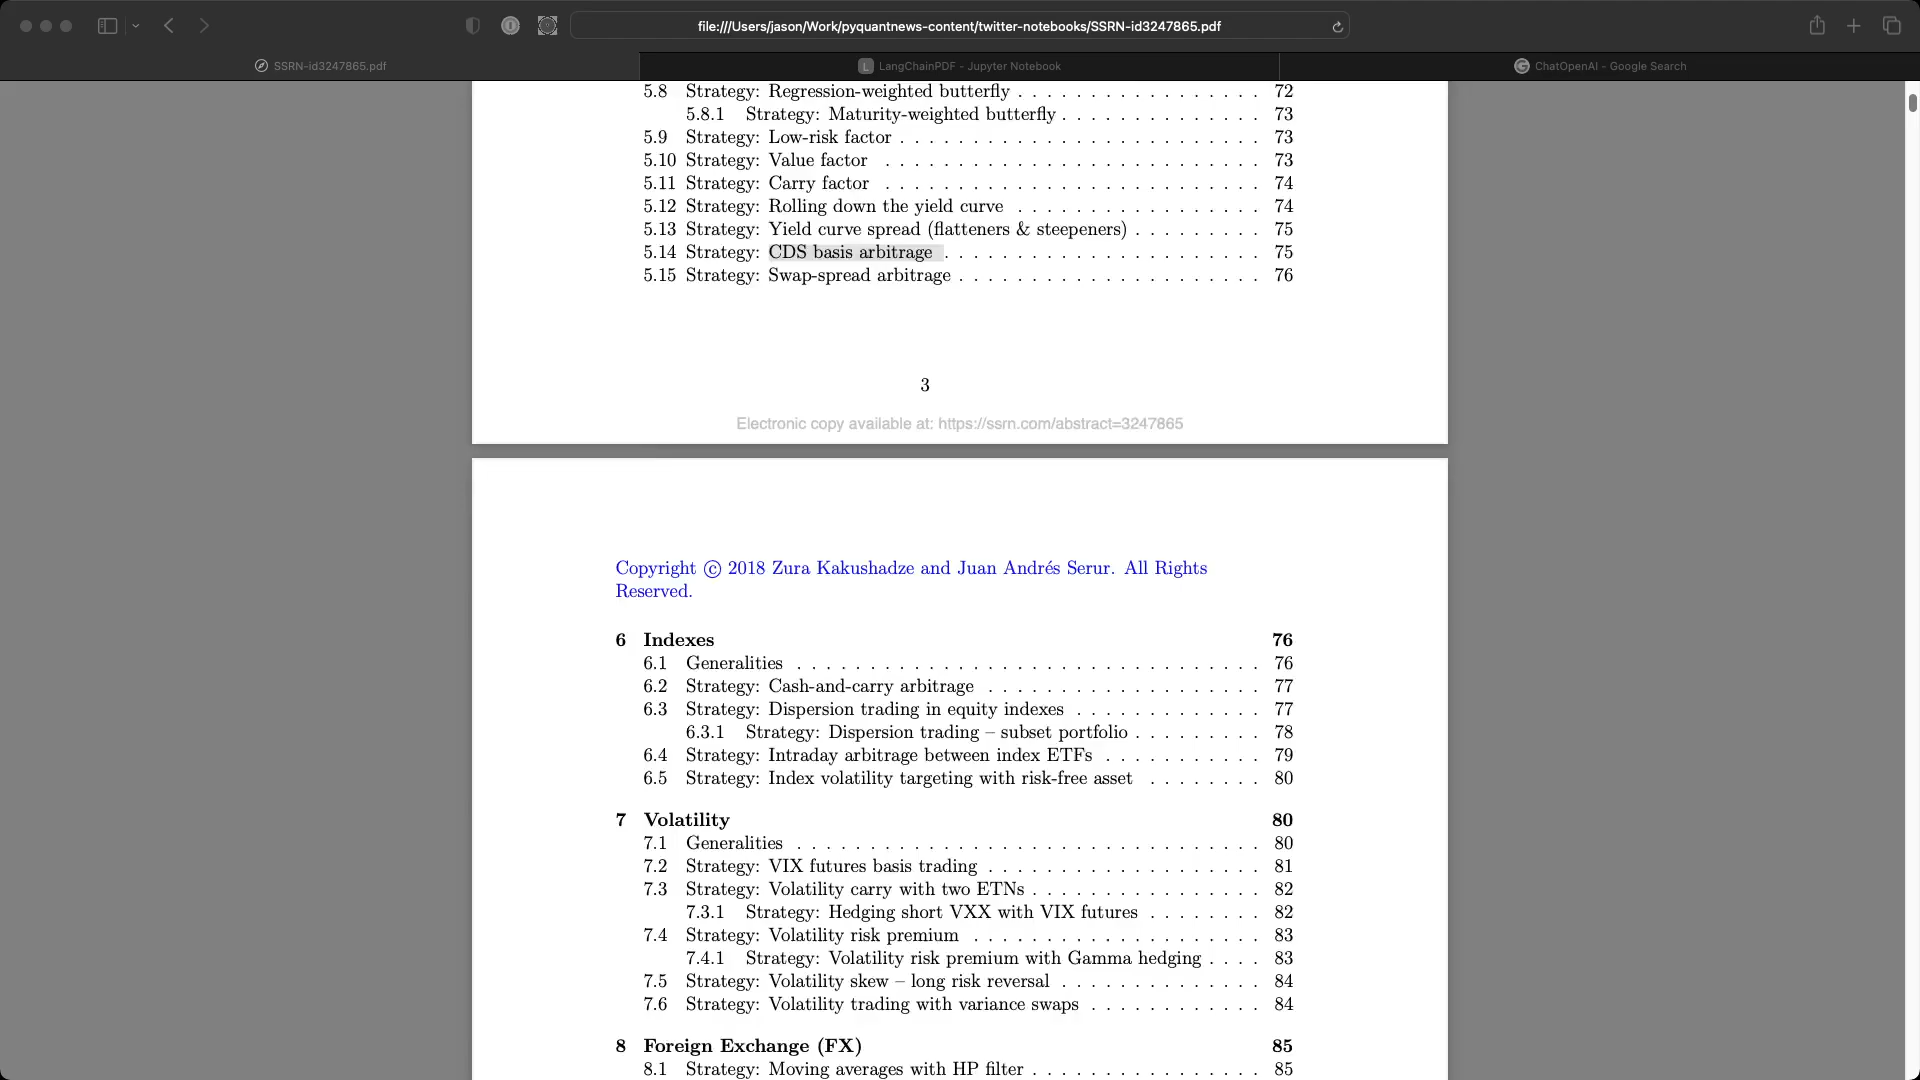 file:///Users/jason/Work/pyquantnews-content/twitter-notebooks/SSRN-id3247865.pdf
SSRN-id3247865.pdf
L LangChainPDF - Jupyter Notebook
G ChatOpenAI - Google Search
5.8 Strategy: Regression-weighted butterfly . . . . . . . . . . . . . . . . . 72
5.8.1 Strategy: Maturity-weighted butterfly . . . . . . . . . . . . . . 73
5.9 Strategy: Low-risk factor . . . . . . . . . . . . . . . . . . . . . . . . . 73
5.10 Strategy: Value factor . . . . . . . . . . . . . . . . . . . . . . . . . . 73
5.11 Strategy: Carry factor . . . . . . . . . . . . . . . . . . . . . . . . . . 74
5.12 Strategy: Rolling down the yield curve . . . . . . . . . . . . . . . . . 74
5.13 Strategy: Yield curve spread (flatteners & steepeners) . . . . . . . . . 75
5.14 Strategy: CDS basis arbitrage . . . . . . . . . . . . . . . . . . . . . . 75
5.15 Strategy: Swap-spread arbitrage . . . . . . . . . . . . . . . . . . . . . 76
3
Electronic copy available at: https://ssrn.com/abstract=3247865
Copyright © 2018 Zura Kakushadze and Juan Andrés Serur. All Rights
Reserved.
6 Indexes 76
6.1 Generalities . . . . . . . . . . . . . . . . . . . . . . . . . . . . . . . 76
6.2 Strategy: Cash-and-carry arbitrage . . . . . . . . . . . . . . . . . . . 77
6.3 Strategy: Dispersion trading in equity indexes . . . . . . . . . . . . . 77
6.3.1 Strategy: Dispersion trading – subset portfolio . . . . . . . . . 78
6.4 Strategy: Intraday arbitrage between index ETFs . . . . . . . . . . . 79
6.5 Strategy: Index volatility targeting with risk-free asset . . . . . . . . 80
7 Volatility 80
7.1 Generalities . . . . . . . . . . . . . . . . . . . . . . . . . . . . . . . 80
7.2 Strategy: VIX futures basis trading . . . . . . . . . . . . . . . . . . . 81
7.3 Strategy: Volatility carry with two ETNs . . . . . . . . . . . . . . . . 82
7.3.1 Strategy: Hedging short VXX with VIX futures . . . . . . . . 82
7.4 Strategy: Volatility risk premium . . . . . . . . . . . . . . . . . . . . 83
7.4.1 Strategy: Volatility risk premium with Gamma hedging . . . . 83
7.5 Strategy: Volatility skew – long risk reversal . . . . . . . . . . . . . . 84
7.6 Strategy: Volatility trading with variance swaps . . . . . . . . . . . . 84
8 Foreign Exchange (FX) 85
8.1 Strategy: Moving averages with HP filter . . . . . . . . . . . . . . . . 85